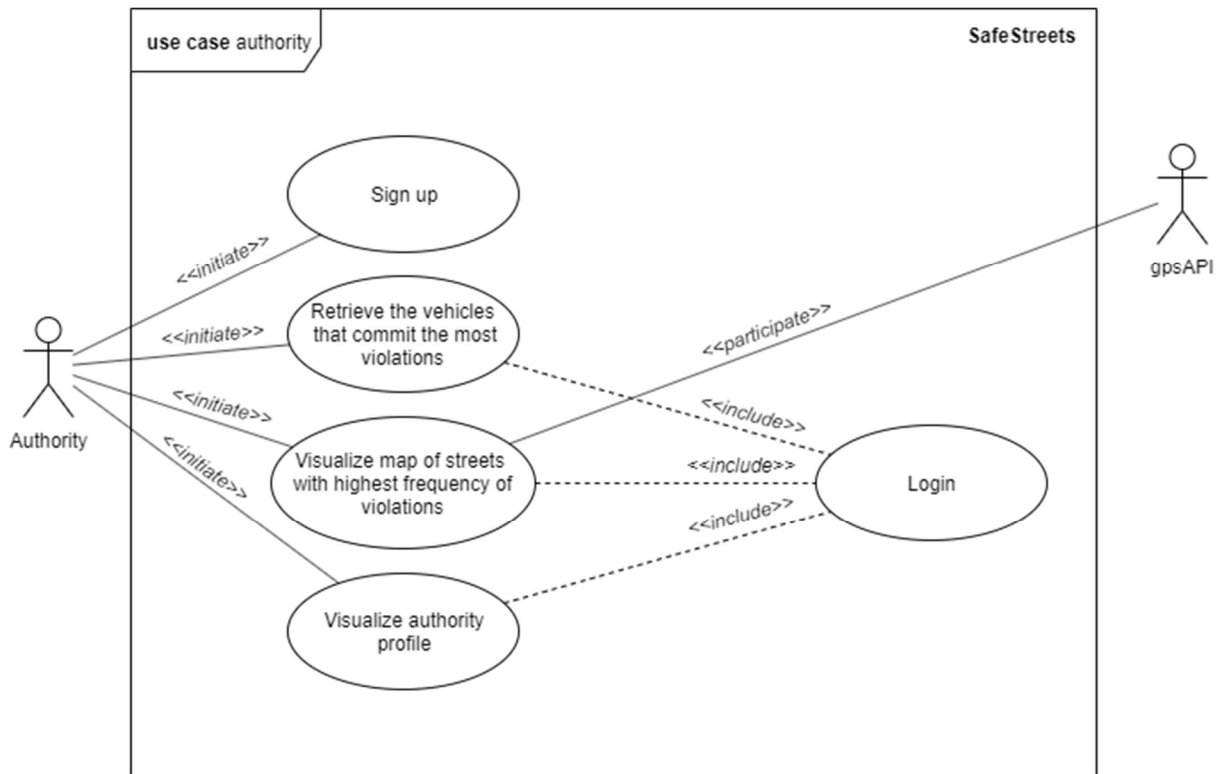 use case authority
SafeStreets
Sign up
<<initiate>>
gpsAPI
Retrieve the vehicles
that commit the most
violations
<<initiate>>
<<participate>>
Authority
<<initiate>>
<<include>>
<<initiate>>
Visualize map of streets
with highest frequency of
violations
<<include>>
Login
<<include>>
Visualize authority
profile